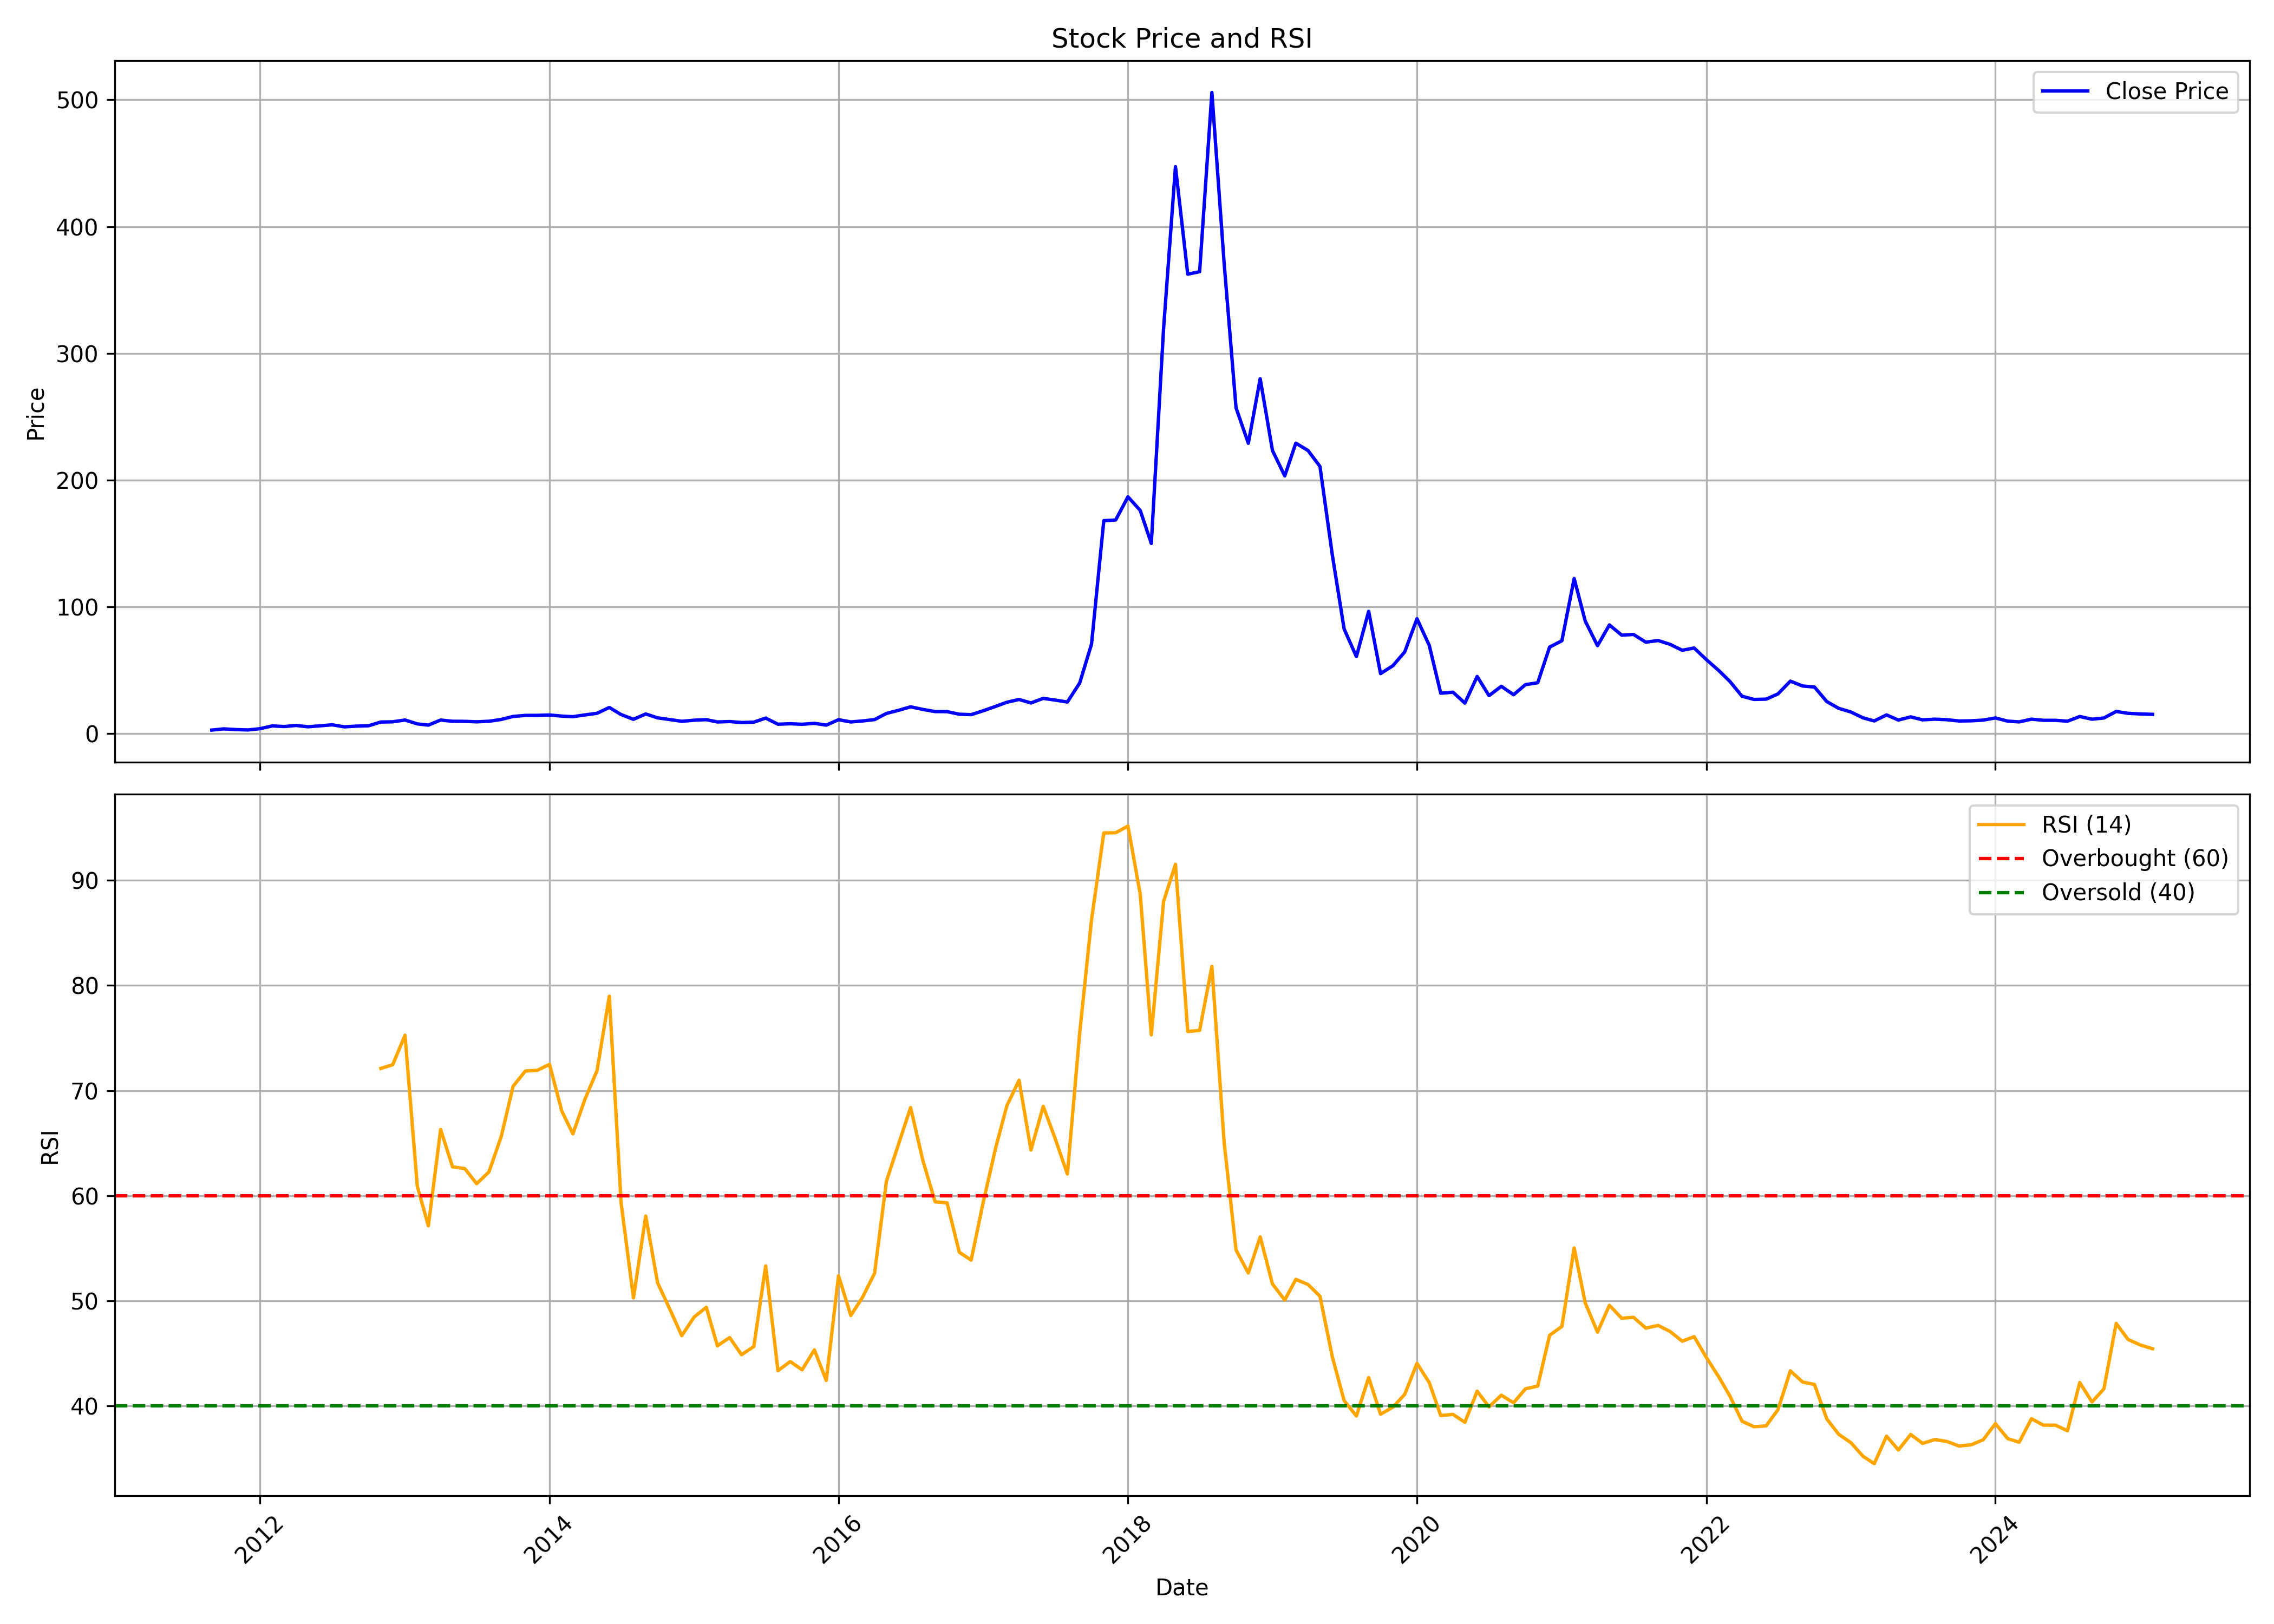 Stock Price and RSI
Close Price
500
400
300
200
100
0
Price
RSI (14)
Overbought (60)
Oversold (40)
90
80
70
60
50
40
RSI
2012
2014
2016
2018
2020
2022
2024
Date